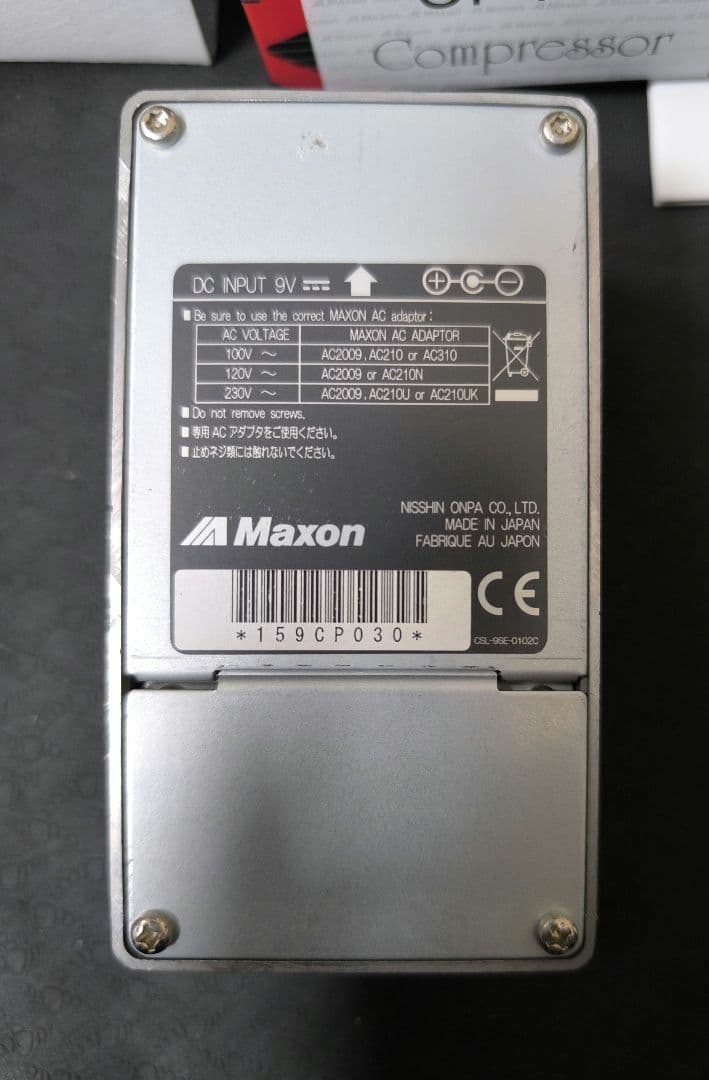 Compressor
DC INPUT 9V
Be sure to use the correct MAXON AC adaptor:
AC VOLTAGE MAXON AC ADAPTOR
100V ~ AC2009, AC210 or AC310
120V ~ AC2009 or AC210N
230V ~ AC2009, AC210U or AC210UK
Do not remove screws.
専用ACアダプタをご使用ください。
止めネジ類には触れないでください。
NISSHIN ONPA CO., LTD.
MADE IN JAPAN
FABRIQUE AU JAPON
Maxon
CE
*159CP030*
CSL-9SE-0102C